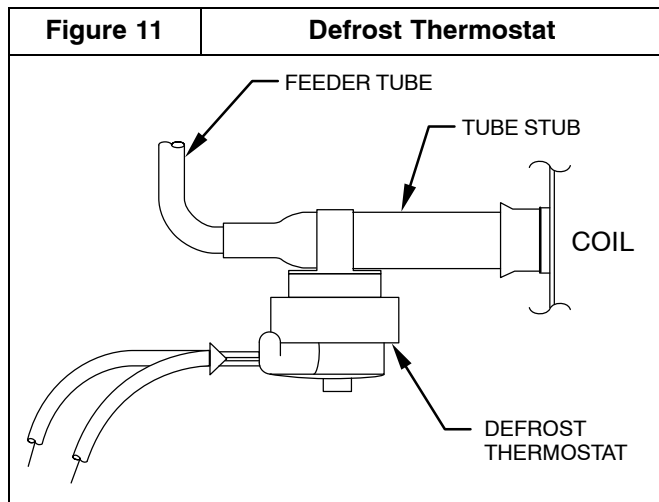 Figure 11
Defrost Thermostat
FEEDER TUBE
TUBE STUB
COIL
DEFROST
THERMOSTAT